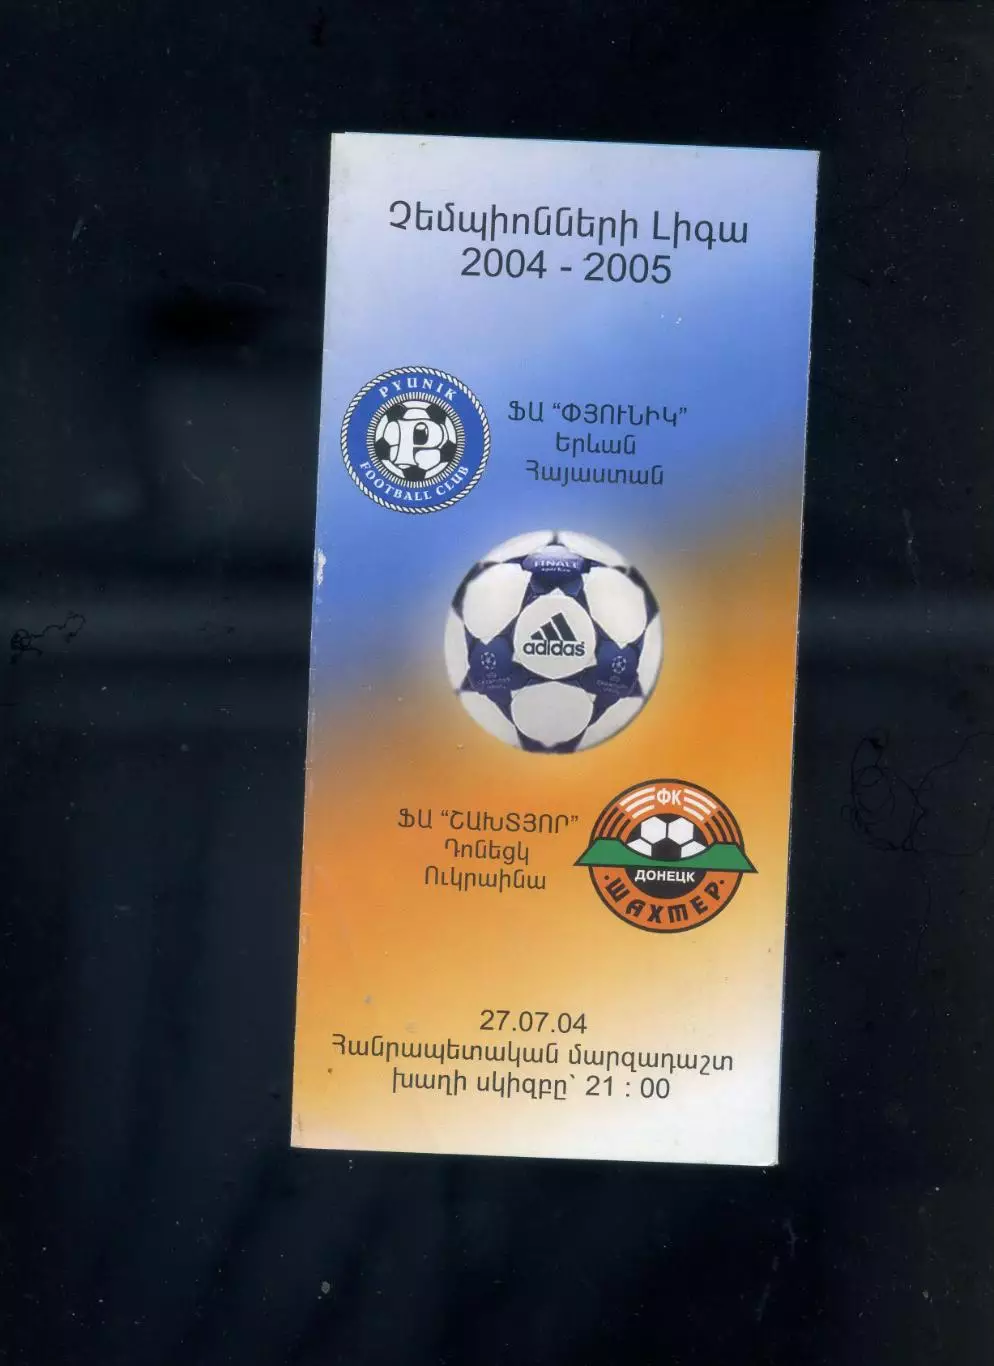 Չեմպիոնների Լիգա
2004 - 2005
PYUNIK
FOOTBALL CLUB
P
ՖԱ “ՓՅՈՒՆԻԿ”
Երևան
Հայաստան
FINALE
adidas
CHAMPIONS
ՖԱ “ՇԱԽՏՅՈՐ”
Դոնեցկ
Ուկրաինա
ФК
ДОНЕЦК
·ШАХТЕР·
27.07.04
Հանրապետական մարզադաշտ
խաղի սկիզբը՝ 21 : 00